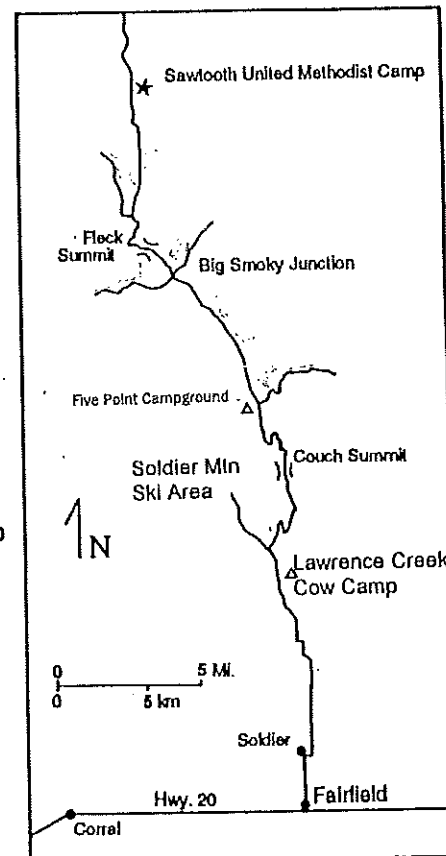 Sawtooth United Methodist Camp
Fleck
Summit
Big Smoky Junction
Five Point Campground
Couch Summit
Soldier Mtn
Ski Area
N
Lawrence Creek
Cow Camp
0 5 Mi.
0 5 km
Soldier
Hwy. 20
Fairfield
Corral